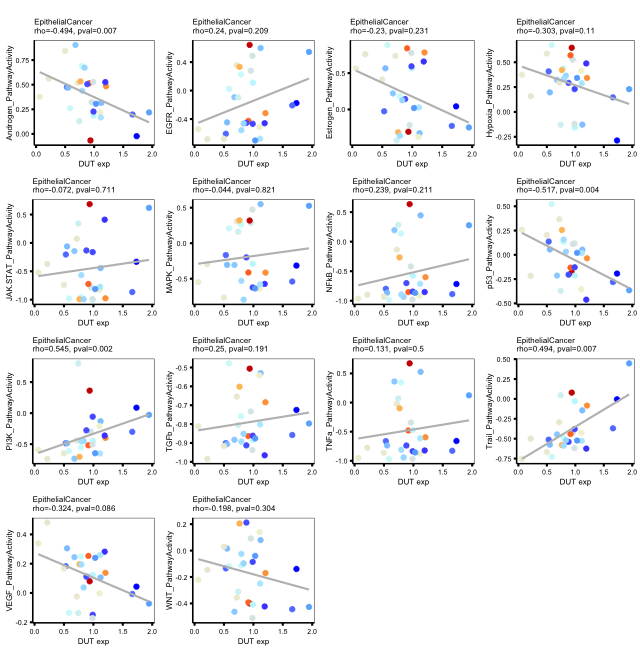 EpithelialCancer
rho=-0.494, pval=0.007
Androgen_PathwayActivity
0.75
0.50
0.25
0.00
0.0 0.5 1.0 1.5 2.0
DUT exp
EpithelialCancer
rho=0.24, pval=0.209
EGFR_PathwayActivity
0.6
0.4
0.0
-0.4
0.0 0.5 1.0 1.5 2.0
DUT exp
EpithelialCancer
rho=-0.23, pval=0.231
Estrogen_PathwayActivity
0.5
0.0
0.0 0.5 1.0 1.5 2.0
DUT exp
EpithelialCancer
rho=-0.303, pval=0.11
Hypoxia_PathwayActivity
0.50
0.25
0.00
-0.25
0.0 0.5 1.0 1.5 2.0
DUT exp
EpithelialCancer
rho=-0.072, pval=0.711
JAK.STAT_PathwayActivity
0.5
0.0
-0.5
-1.0
0.0 0.5 1.0 1.5 2.0
DUT exp
EpithelialCancer
rho=-0.044, pval=0.821
MAPK_PathwayActivity
0.5
0.0
-0.5
0.0 0.5 1.0 1.5 2.0
DUT exp
EpithelialCancer
rho=0.239, pval=0.211
NFkB_PathwayActivity
0.5
0.0
-0.5
-1.0
0.0 0.5 1.0 1.5 2.0
DUT exp
EpithelialCancer
rho=-0.517, pval=0.004
p53_PathwayActivity
0.50
0.25
0.00
-0.25
-0.50
0.0 0.5 1.0 1.5 2.0
DUT exp
EpithelialCancer
rho=0.545, pval=0.002
PI3K_PathwayActivity
0.5
0.0
-0.5
0.0 0.5 1.0 1.5 2.0
DUT exp
EpithelialCancer
rho=0.25, pval=0.191
TGFb_PathwayActivity
-0.5
-0.6
-0.7
-0.8
-0.9
-1.0
0.0 0.5 1.0 1.5 2.0
DUT exp
EpithelialCancer
rho=0.131, pval=0.5
TNFa_PathwayActivity
0.5
0.0
-0.5
-1.0
0.0 0.5 1.0 1.5 2.0
DUT exp
EpithelialCancer
rho=0.494, pval=0.007
Trail_PathwayActivity
0.50
0.25
0.00
-0.25
-0.50
-0.75
0.0 0.5 1.0 1.5 2.0
DUT exp
EpithelialCancer
rho=-0.324, pval=0.086
VEGF_PathwayActivity
0.4
0.2
0.0
-0.2
0.0 0.5 1.0 1.5 2.0
DUT exp
EpithelialCancer
rho=-0.198, pval=0.304
WNT_PathwayActivity
0.2
0.0
-0.2
-0.4
0.0 0.5 1.0 1.5 2.0
DUT exp